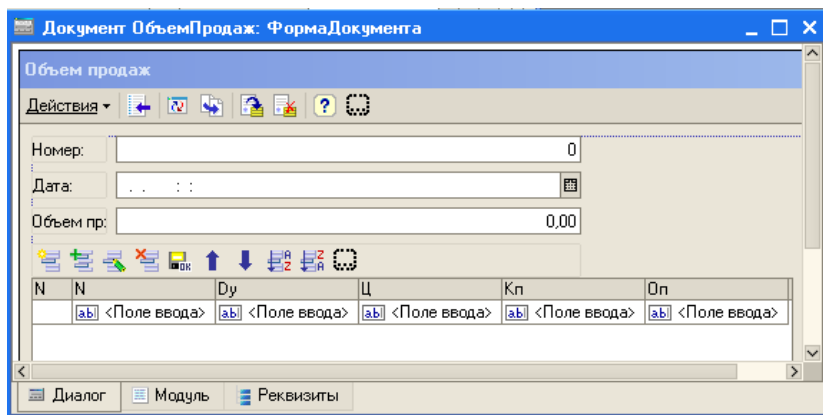 Документ ОбъемПродаж: ФормаДокумента
Объем продаж
Действия
Номер: 0
Дата: . . : :
Объем пр: 0,00
N N Dy Ц Кп Оп
<Поле ввода> <Поле ввода> <Поле ввода> <Поле ввода> <Поле ввода>
Диалог Модуль Реквизиты